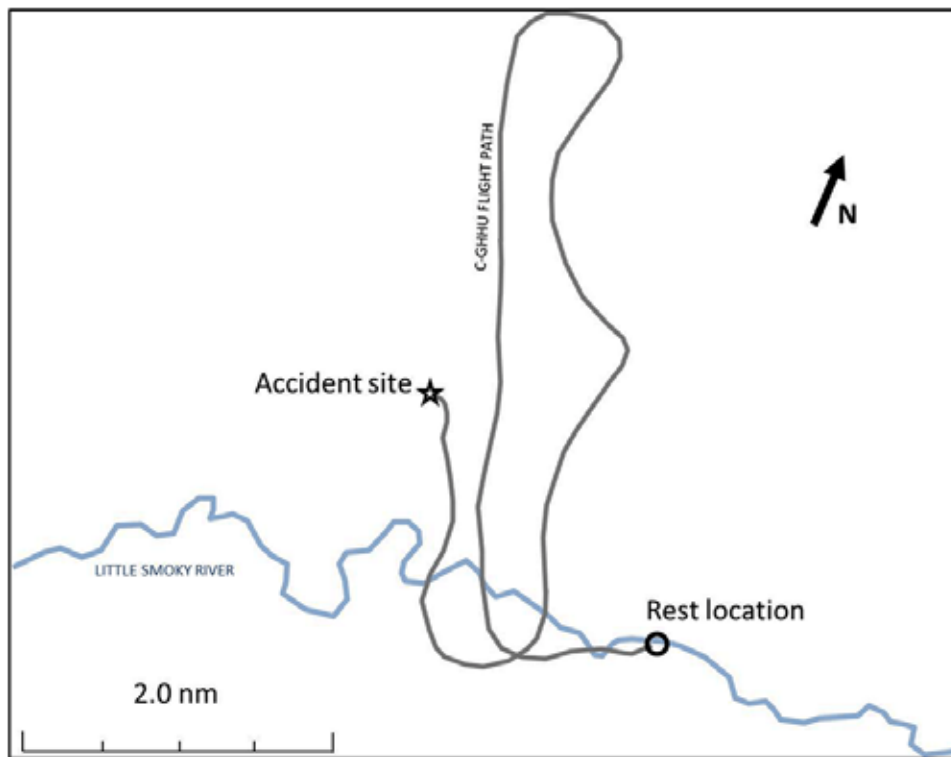 C-GHHU FLIGHT PATH
N
Accident site
LITTLE SMOKY RIVER
Rest location
2.0 nm